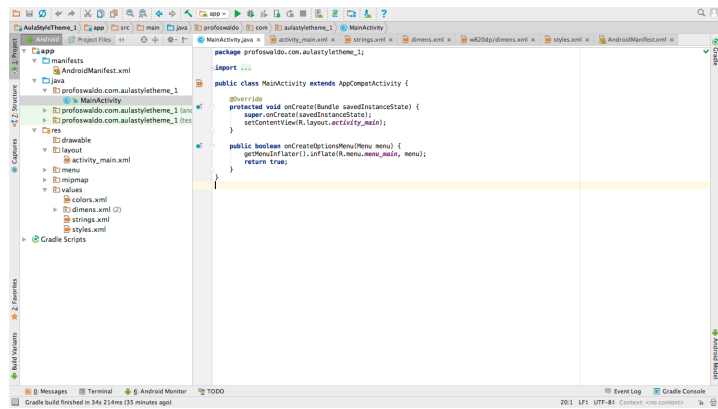 app
AulaStyleTheme_1 app src main java profoswaldo com aulastyletheme_1 MainActivity
Android Project Files
MainActivity.java × activity_main.xml × strings.xml × dimens.xml × w820dp/dimens.xml × styles.xml × AndroidManifest.xml ×
1: Project
Z: Structure
Captures
2: Favorites
Build Variants
app
manifests
AndroidManifest.xml
java
profoswaldo.com.aulastyletheme_1
MainActivity
profoswaldo.com.aulastyletheme_1 (and
profoswaldo.com.aulastyletheme_1 (tes
res
drawable
layout
activity_main.xml
menu
mipmap
values
colors.xml
dimens.xml (2)
strings.xml
styles.xml
Gradle Scripts
package profoswaldo.com.aulastyletheme_1;
import ...
public class MainActivity extends AppCompatActivity {
@Override
protected void onCreate(Bundle savedInstanceState) {
super.onCreate(savedInstanceState);
setContentView(R.layout.activity_main);
}
public boolean onCreateOptionsMenu(Menu menu) {
getMenuInflater().inflate(R.menu.menu_main, menu);
return true;
}
}
Gradle
Android Model
0: Messages Terminal 6: Android Monitor TODO Event Log Gradle Console
Gradle build finished in 34s 214ms (35 minutes ago) 20:1 LF‡ UTF-8‡ Context: <no context>